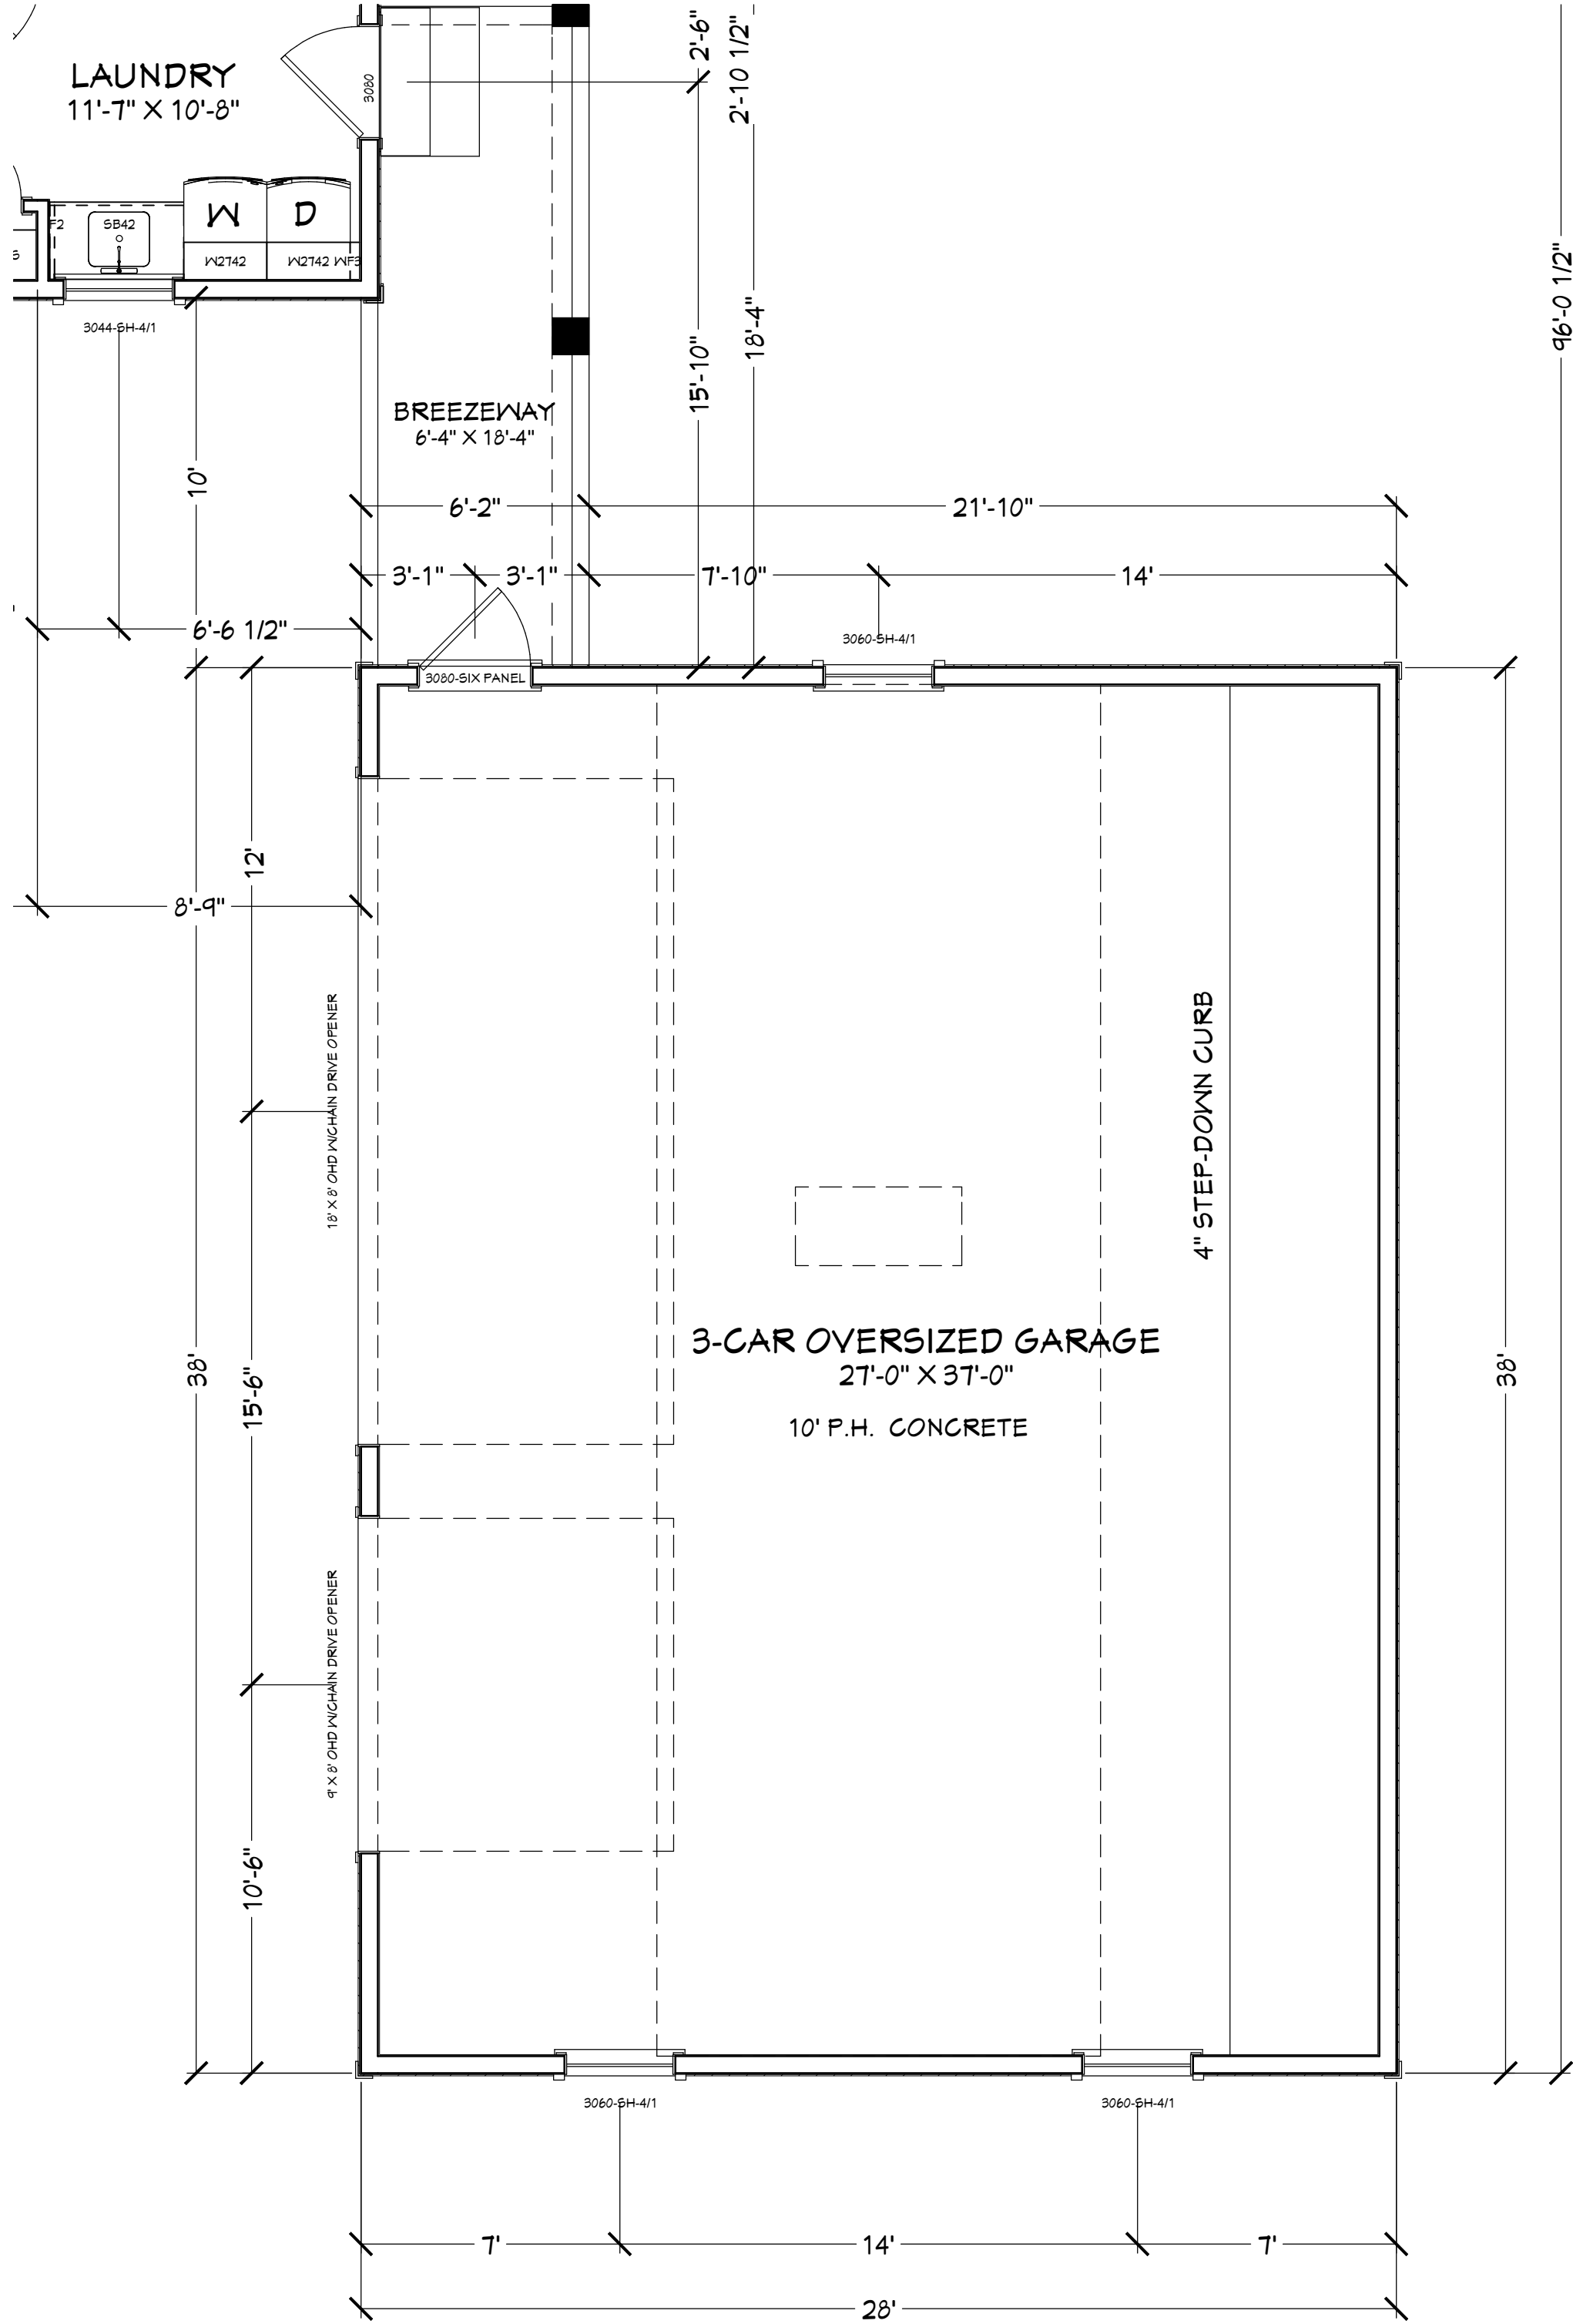 LAUNDRY
11'-7" X 10'-8"
3080
2'-6"
2'-10 1/2"
W
D
F2
SB42
W2742
W2742
WF3
3044-SH-4/1
96'-0 1/2"
18'-4"
15'-10"
BREEZEWAY
6'-4" X 18'-4"
10'
6'-2"
21'-10"
3'-1"
3'-1"
7'-10"
14'
6'-6 1/2"
3060-SH-4/1
3080-SIX PANEL
12'
8'-9"
18' X 8' OHD W/CHAIN DRIVE OPENER
4" STEP-DOWN CURB
3-CAR OVERSIZED GARAGE
27'-0" X 37'-0"
10' P.H. CONCRETE
38'
15'-6"
38'
9' X 8' OHD W/CHAIN DRIVE OPENER
10'-6"
3060-SH-4/1
3060-SH-4/1
7'
14'
7'
28'